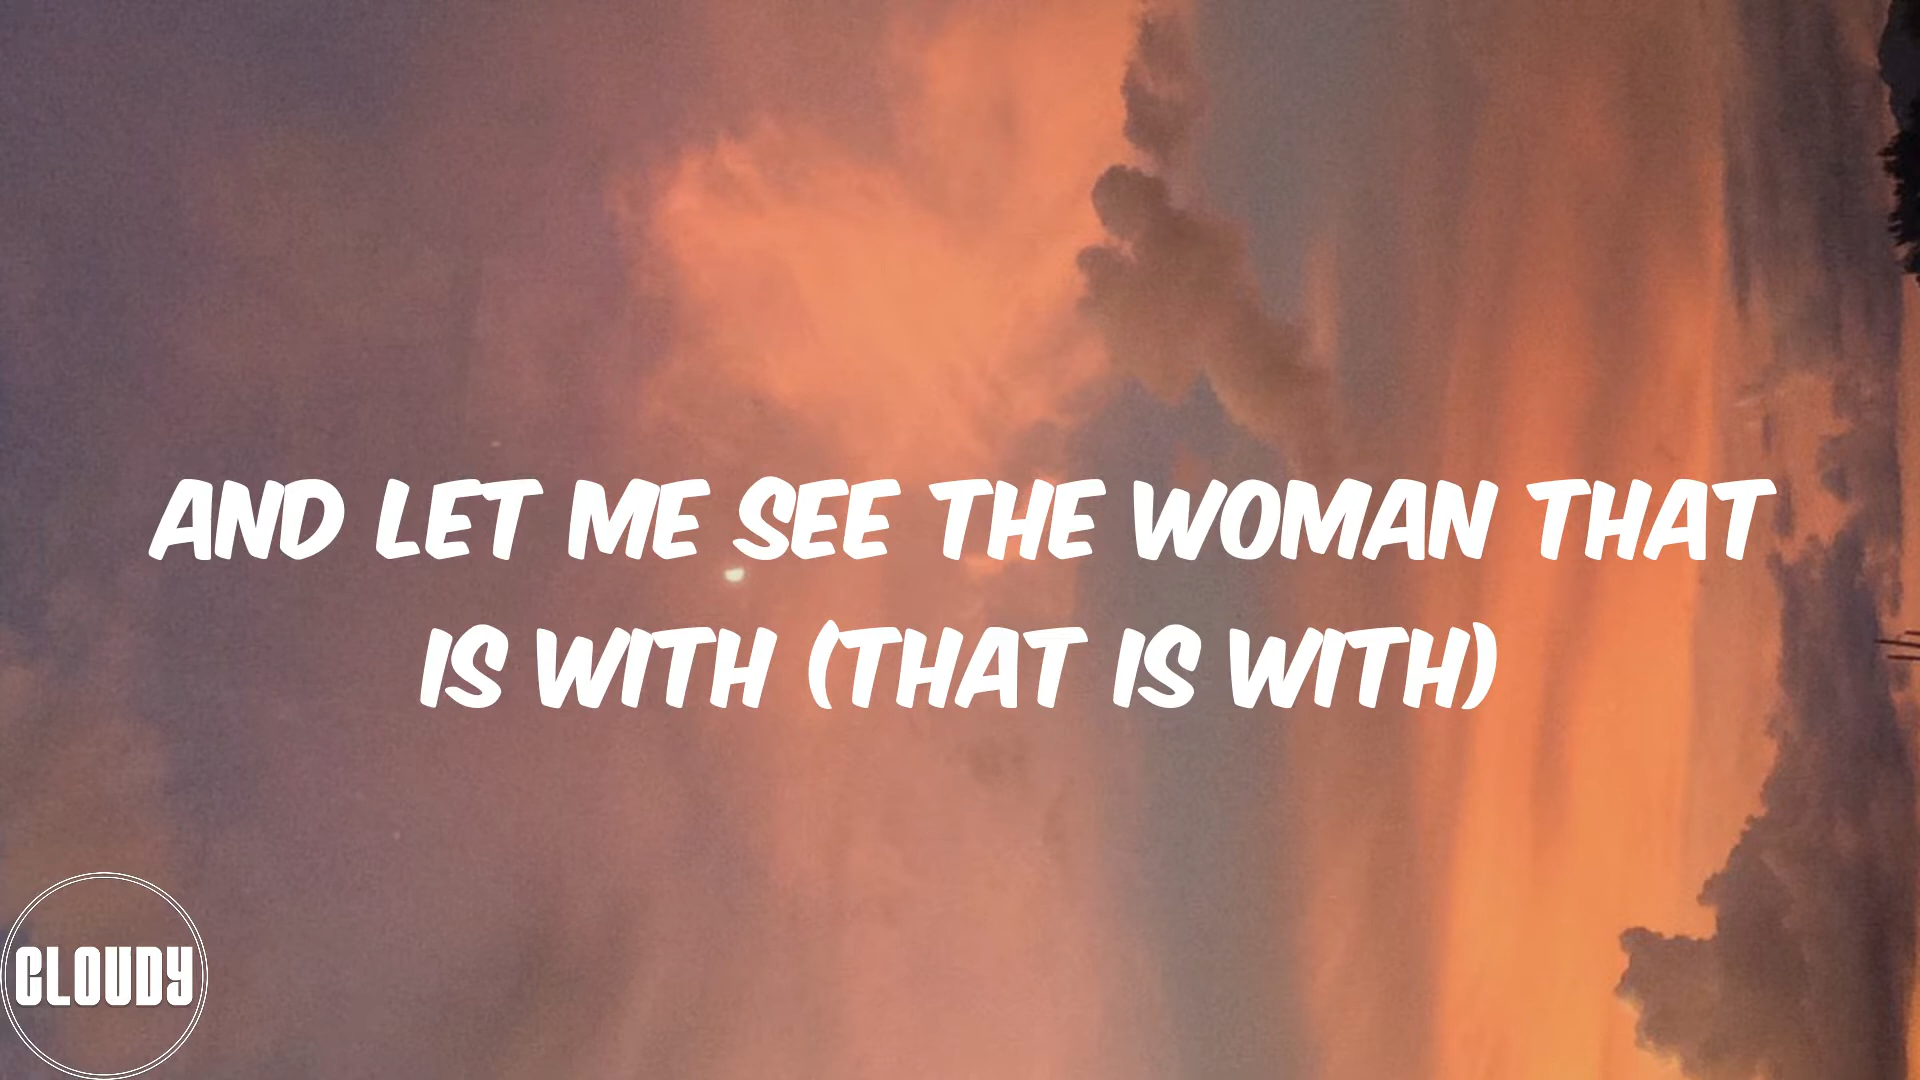 AND LET ME SEE THE WOMAN THAT
IS WITH (THAT IS WITH)
CLOUDY